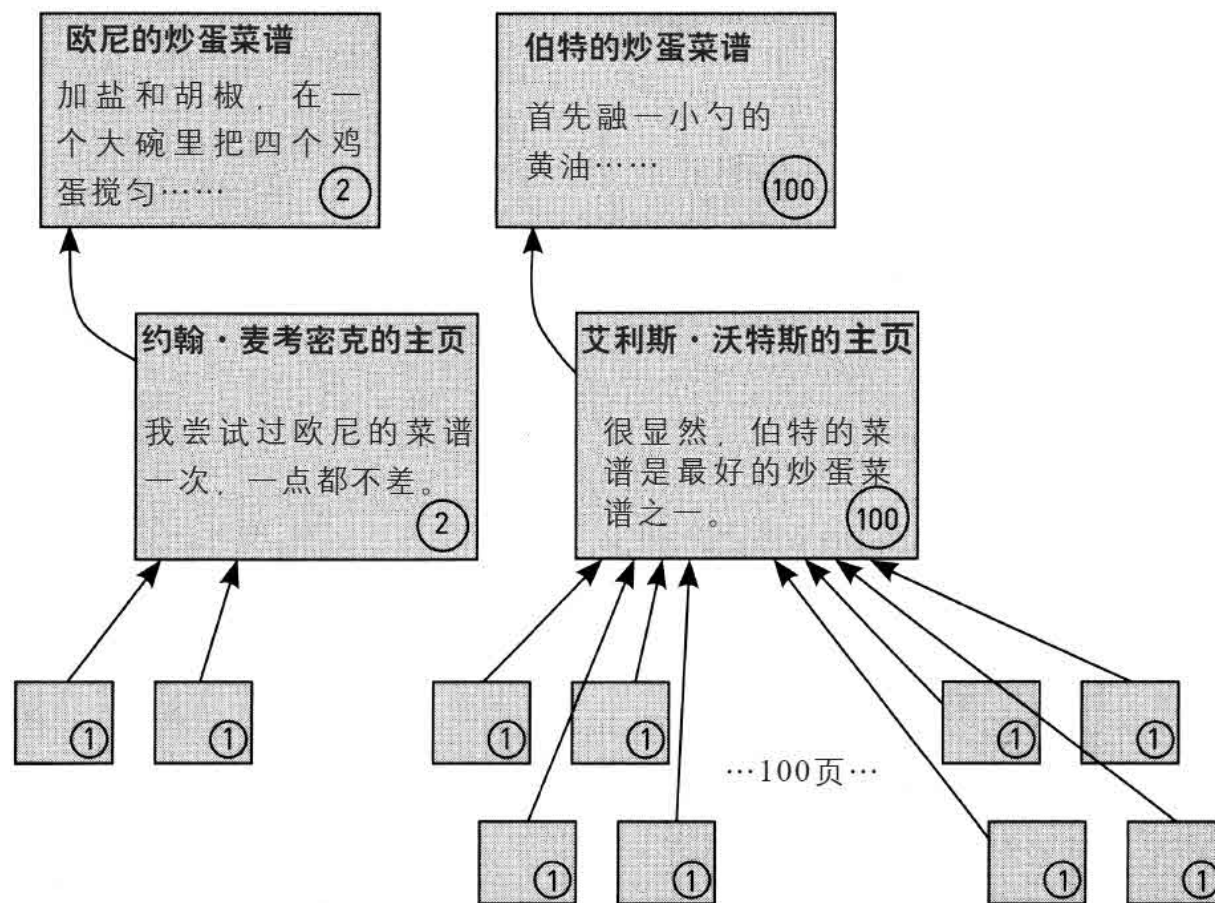 欧尼的炒蛋菜谱
加盐和胡椒，在一
个大碗里把四个鸡
蛋搅匀……
2
伯特的炒蛋菜谱
首先融一小勺的
黄油……
100
约翰·麦考密克的主页
我尝试过欧尼的菜谱
一次，一点都不差。
2
艾利斯·沃特斯的主页
很显然，伯特的菜
谱是最好的炒蛋菜
谱之一。
100
1
1
1
1
1
1
…100页…
1
1
1
1